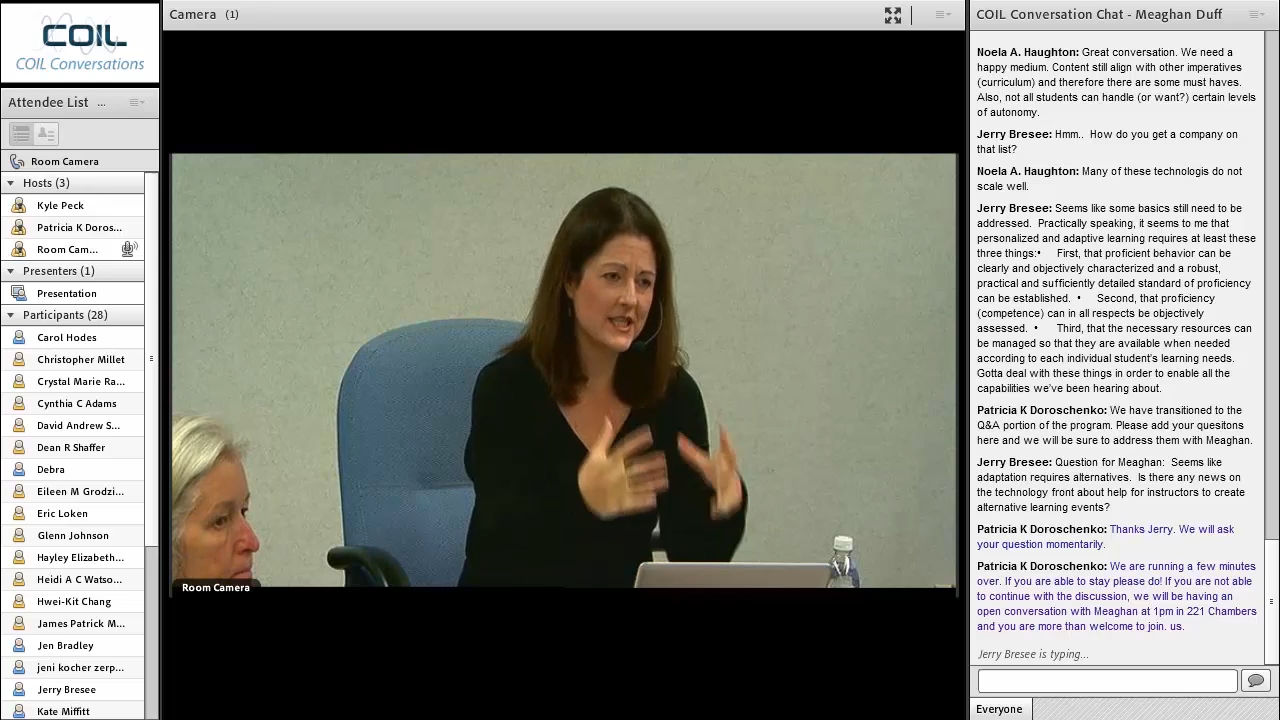 COIL
COIL Conversations
Attendee List ...
Room Camera
Hosts (3)
Kyle Peck
Patricia K Doros...
Room Cam...
Presenters (1)
Presentation
Participants (28)
Carol Hodes
Christopher Millet
Crystal Marie Ra...
Cynthia C Adams
David Andrew S...
Dean R Shaffer
Debra
Eileen M Grodzi...
Eric Loken
Glenn Johnson
Hayley Elizabeth...
Heidi A C Watso...
Hwei-Kit Chang
James Patrick M...
Jen Bradley
jeni kocher zerp...
Jerry Bresee
Kate Miffitt
Camera (1)
Room Camera
COIL Conversation Chat - Meaghan Duff
Noela A. Haughton: Great conversation. We need a
happy medium. Content still align with other imperatives
(curriculum) and therefore there are some must haves.
Also, not all students can handle (or want?) certain levels
of autonomy.
Jerry Bresee: Hmm.. How do you get a company on
that list?
Noela A. Haughton: Many of these technologis do not
scale well.
Jerry Bresee: Seems like some basics still need to be
addressed. Practically speaking, it seems to me that
personalized and adaptive learning requires at least these
three things:• First, that proficient behavior can be
clearly and objectively characterized and a robust,
practical and sufficiently detailed standard of proficiency
can be established. • Second, that proficiency
(competence) can in all respects be objectively
assessed. • Third, that the necessary resources can
be managed so that they are available when needed
according to each individual student's learning needs.
Gotta deal with these things in order to enable all the
capabilities we've been hearing about.
Patricia K Doroschenko: We have transitioned to the
Q&A portion of the program. Please add your quesitons
here and we will be sure to address them with Meaghan.
Jerry Bresee: Question for Meaghan: Seems like
adaptation requires alternatives. Is there any news on
the technology front about help for instructors to create
alternative learning events?
Patricia K Doroschenko: Thanks Jerry. We will ask
your question momentarily.
Patricia K Doroschenko: We are running a few minutes
over. If you are able to stay please do! If you are not able
to continue with the discussion, we will be having an
open conversation with Meaghan at 1pm in 221 Chambers
and you are more than welcome to join. us.
Jerry Bresee is typing...
Everyone